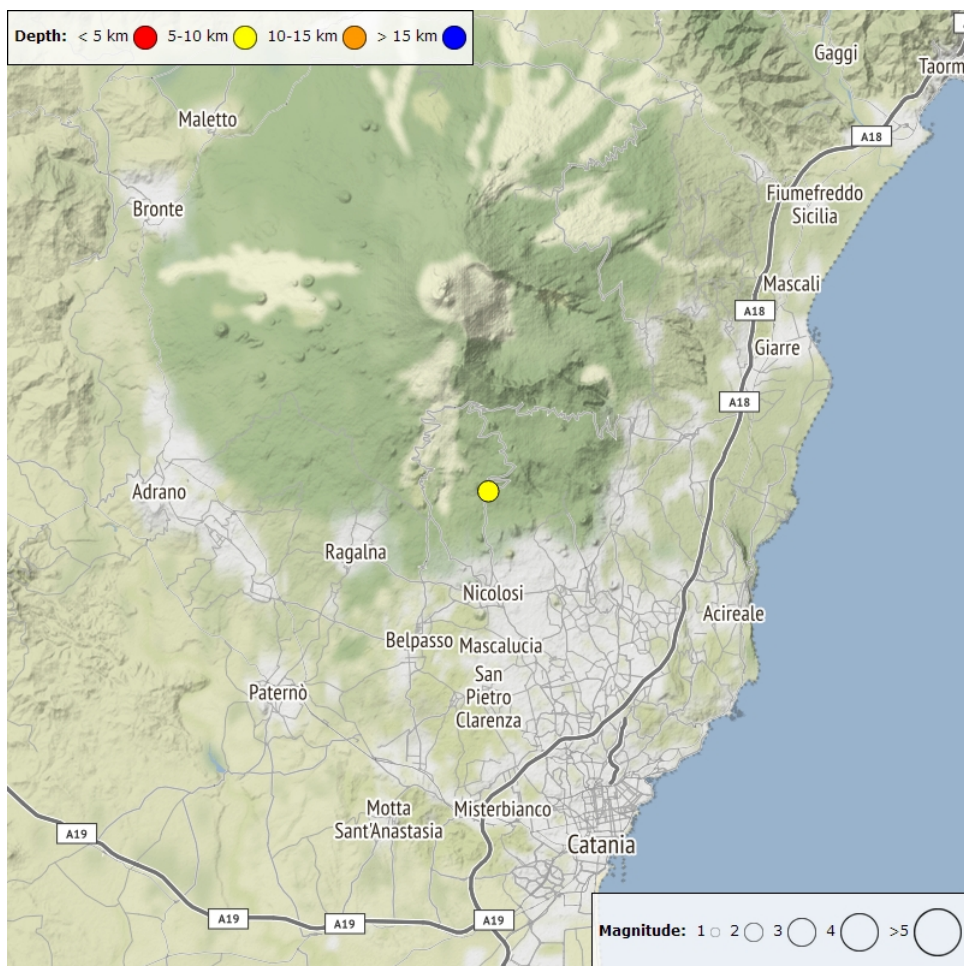 Depth: < 5 km 5-10 km 10-15 km > 15 km
Gaggi
Taorm
Maletto
A18
Bronte
Fiumefreddo
Sicilia
Mascali
A18
Giarre
A18
Adrano
Ragalna
Nicolosi
Acireale
Belpasso
Mascalucia
San
Pietro
Clarenza
Paternò
Misterbianco
Motta
Sant'Anastasia
A19
Catania
A19
A19
A19
Magnitude: 1 2 3 4 >5